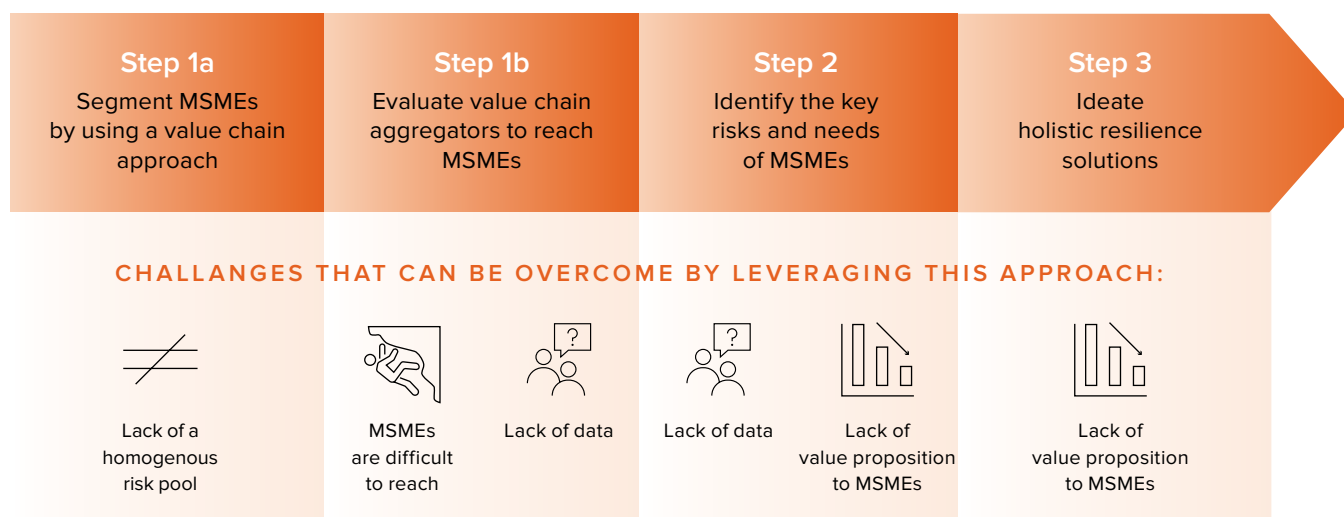 Step 1a
Segment MSMEs
by using a value chain
approach
Step 1b
Evaluate value chain
aggregators to reach
MSMEs
Step 2
Identify the key
risks and needs
of MSMEs
Step 3
Ideate
holistic resilience
solutions
CHALLANGES THAT CAN BE OVERCOME BY LEVERAGING THIS APPROACH:
Lack of a
homogenous
risk pool
MSMEs
are difficult
to reach
?
Lack of data
?
Lack of data
Lack of
value proposition
to MSMEs
Lack of
value proposition
to MSMEs